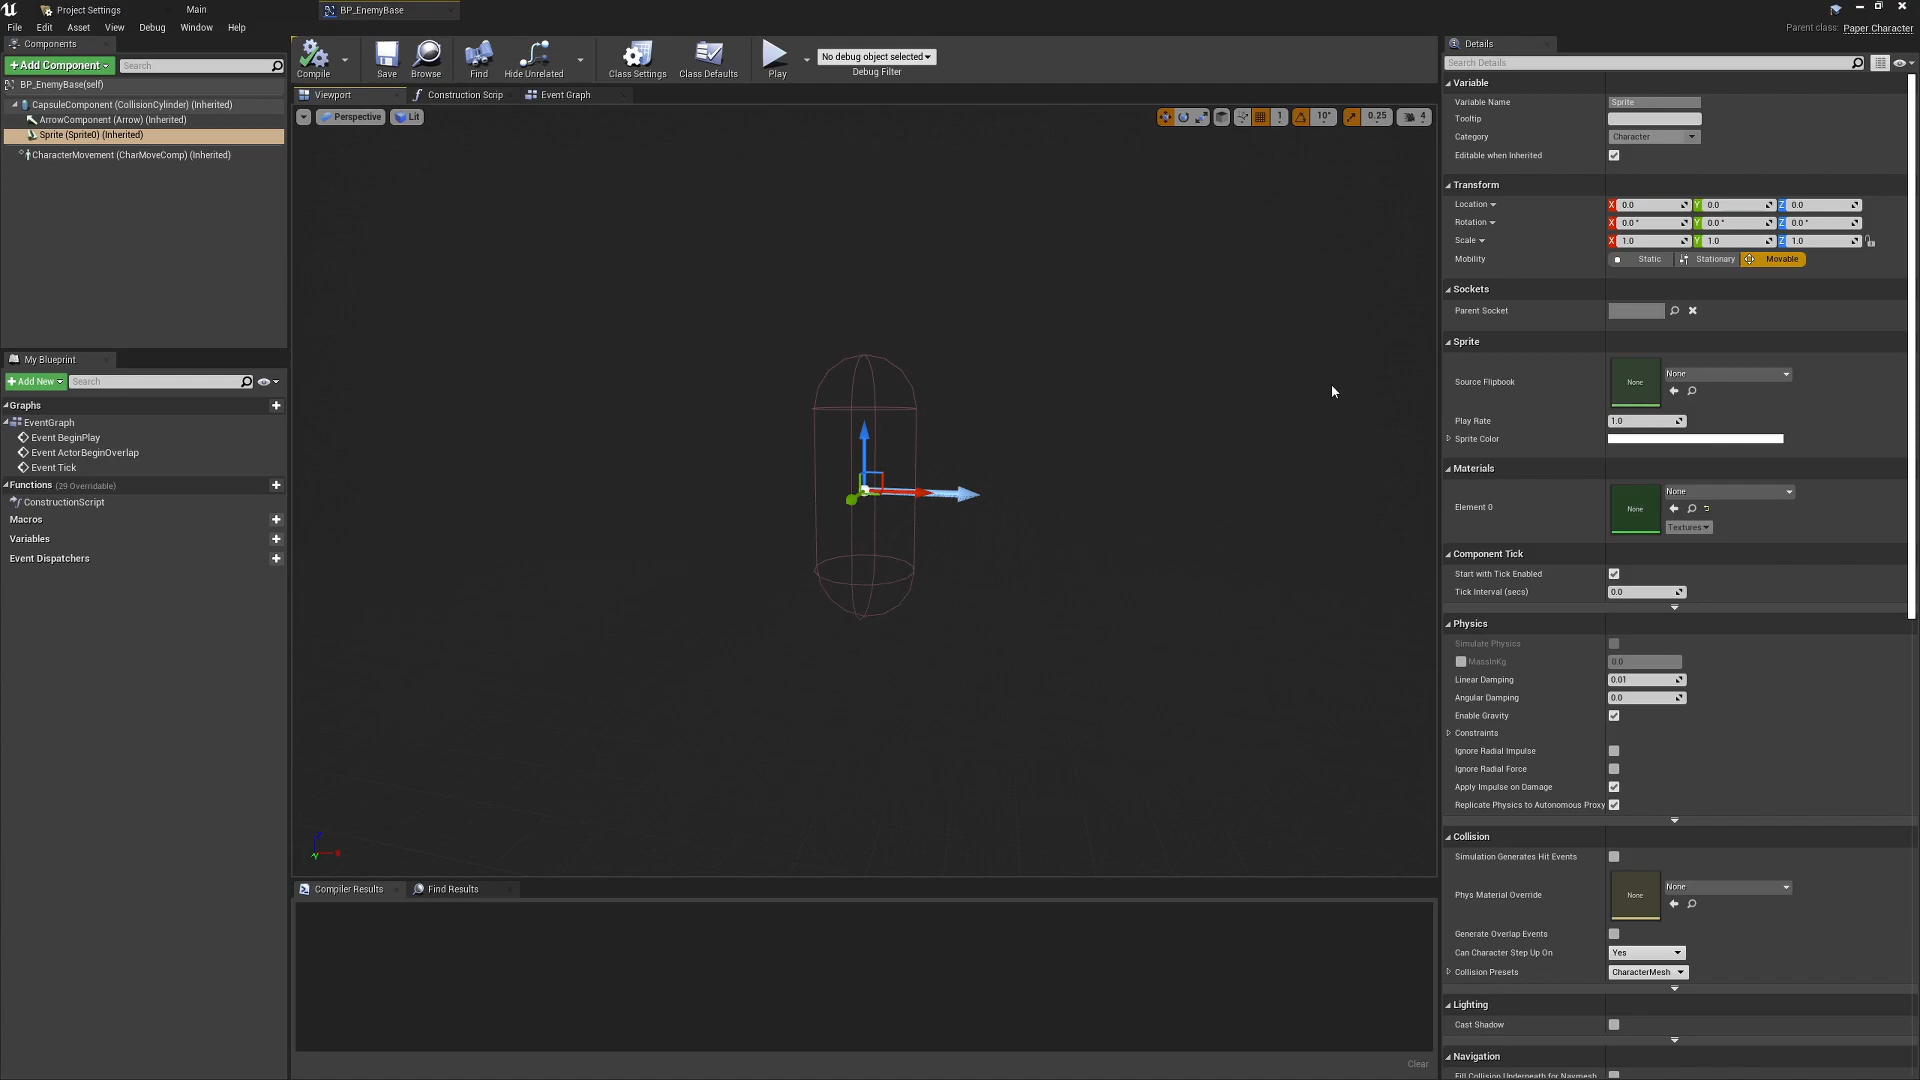 Project Settings
Main
BP_EnemyBase
File Edit Asset View Debug Window Help
Parent class: Paper Character
Components
+Add Component
Search
BP_EnemyBase(self)
CapsuleComponent (CollisionCylinder) (Inherited)
ArrowComponent (Arrow) (Inherited)
Sprite (Sprite0) (Inherited)
CharacterMovement (CharMoveComp) (Inherited)
My Blueprint
+Add New
Search
Graphs
EventGraph
Event BeginPlay
Event ActorBeginOverlap
Event Tick
Functions (29 Overridable)
ConstructionScript
Macros
Variables
Event Dispatchers
Compile
Save
Browse
Find
Hide Unrelated
Class Settings
Class Defaults
Play
No debug object selected
Debug Filter
Viewport
Construction Scrip
Event Graph
Perspective
Lit
1
10°
0.25
4
Compiler Results
Find Results
Clear
Details
Search Details
Variable
Variable Name Sprite
Tooltip
Category Character
Editable when Inherited
Transform
Location X 0.0 Y 0.0 Z 0.0
Rotation X 0.0 ° Y 0.0 ° Z 0.0 °
Scale X 1.0 Y 1.0 Z 1.0
Mobility Static Stationary Movable
Sockets
Parent Socket
Sprite
Source Flipbook None None
Play Rate 1.0
Sprite Color
Materials
Element 0 None None
Textures
Component Tick
Start with Tick Enabled
Tick Interval (secs) 0.0
Physics
Simulate Physics
MassInKg 0.0
Linear Damping 0.01
Angular Damping 0.0
Enable Gravity
Constraints
Ignore Radial Impulse
Ignore Radial Force
Apply Impulse on Damage
Replicate Physics to Autonomous Proxy
Collision
Simulation Generates Hit Events
Phys Material Override None None
Generate Overlap Events
Can Character Step Up On Yes
Collision Presets CharacterMesh
Lighting
Cast Shadow
Navigation
Fill Collision Underneath for Navmesh